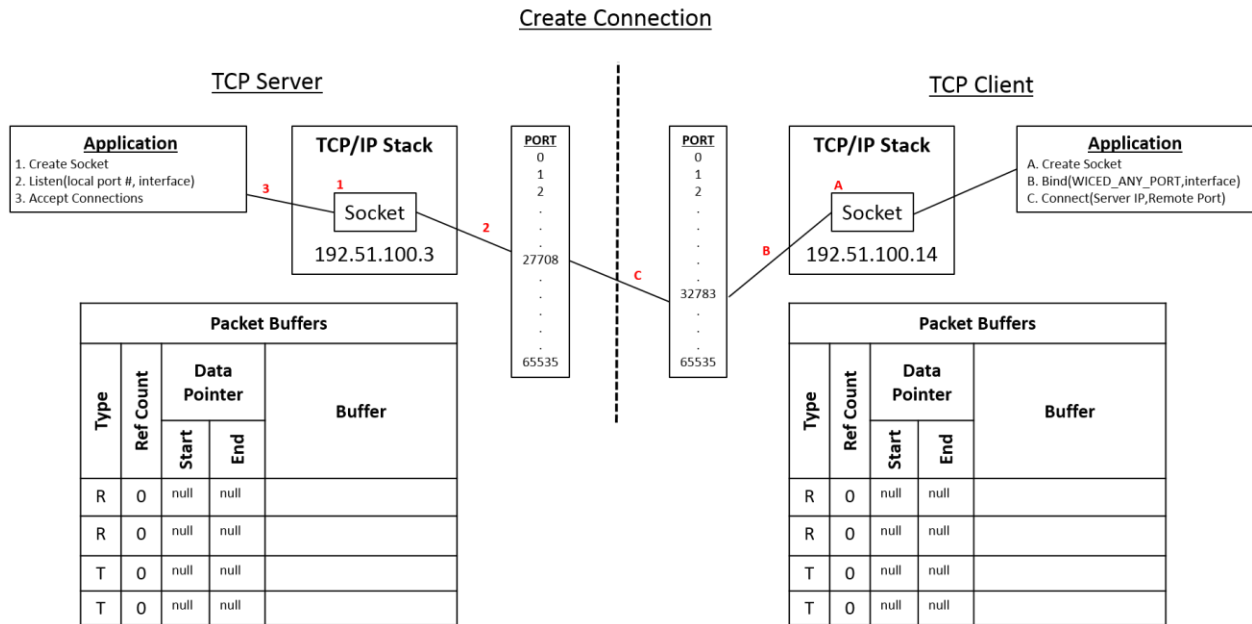 Create Connection
TCP Server
TCP Client
Application
1. Create Socket
2. Listen(local port #, interface)
3. Accept Connections
3
TCP/IP Stack
1
Socket
192.51.100.3
2
PORT
0
1
2
.
.
.
27708
.
.
.
.
65535
C
PORT
0
1
2
.
.
.
.
.
32783
.
.
.
65535
B
TCP/IP Stack
A
Socket
192.51.100.14
Application
A. Create Socket
B. Bind(WICED_ANY_PORT,interface)
C. Connect(Server IP,Remote Port)
Packet Buffers
Type
Ref Count
Data
Pointer
Start
End
Buffer
R 0 null null
R 0 null null
T 0 null null
T 0 null null
Packet Buffers
Type
Ref Count
Data
Pointer
Start
End
Buffer
R 0 null null
R 0 null null
T 0 null null
T 0 null null